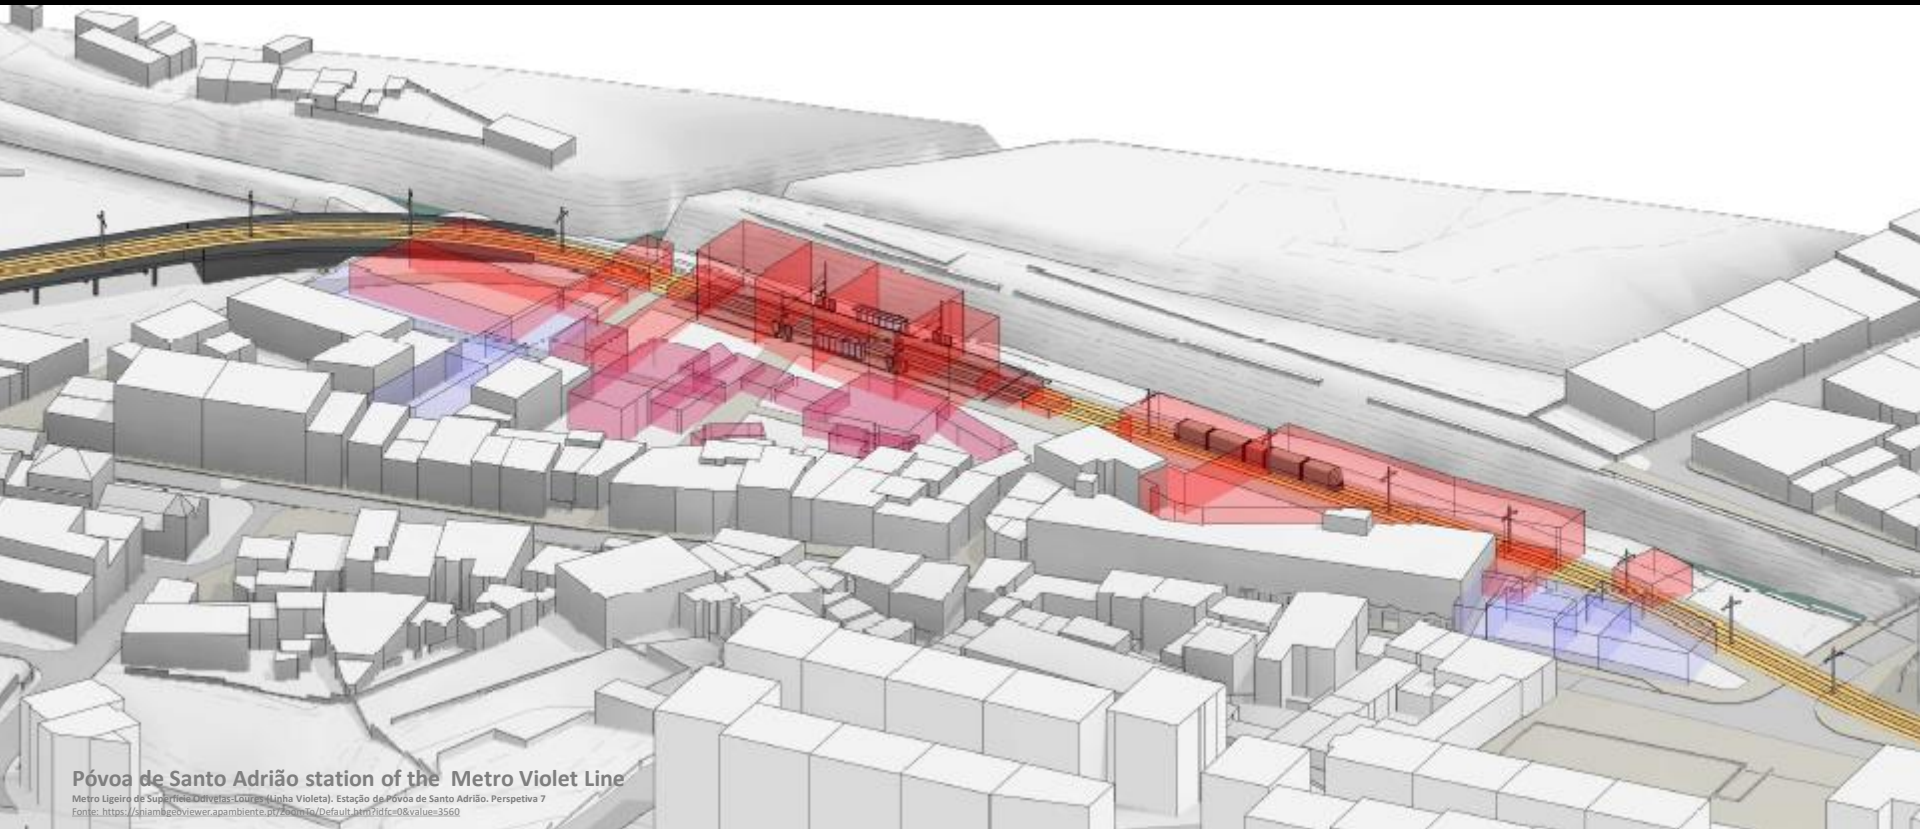 Póvoa de Santo Adrião station of the Metro Violet Line
Metro Ligeiro de Superfície Odivelas-Loures (Linha Violeta). Estação de Póvoa de Santo Adrião. Perspetiva 7
Fonte: https://sniambgeoviewer.apambiente.pt/zoomTo/Default.htm?idfc=0&value=3560